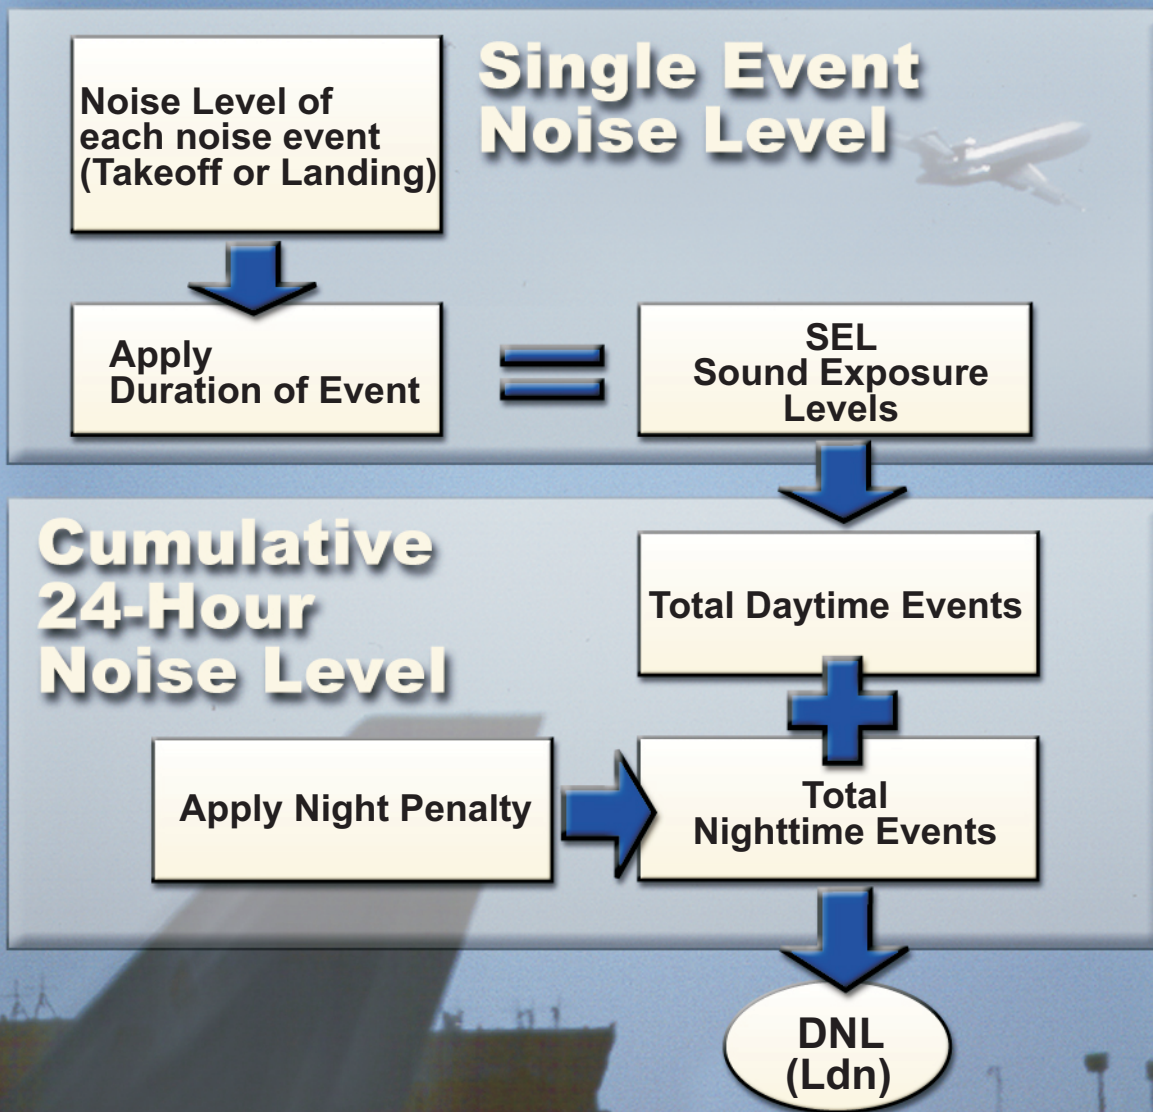 Single Event
Noise Level
Noise Level of
each noise event
(Takeoff or Landing)
Apply
Duration of Event
SEL
Sound Exposure
Levels
Cumulative
24-Hour
Noise Level
Total Daytime Events
Apply Night Penalty
Total
Nighttime Events
DNL
(Ldn)